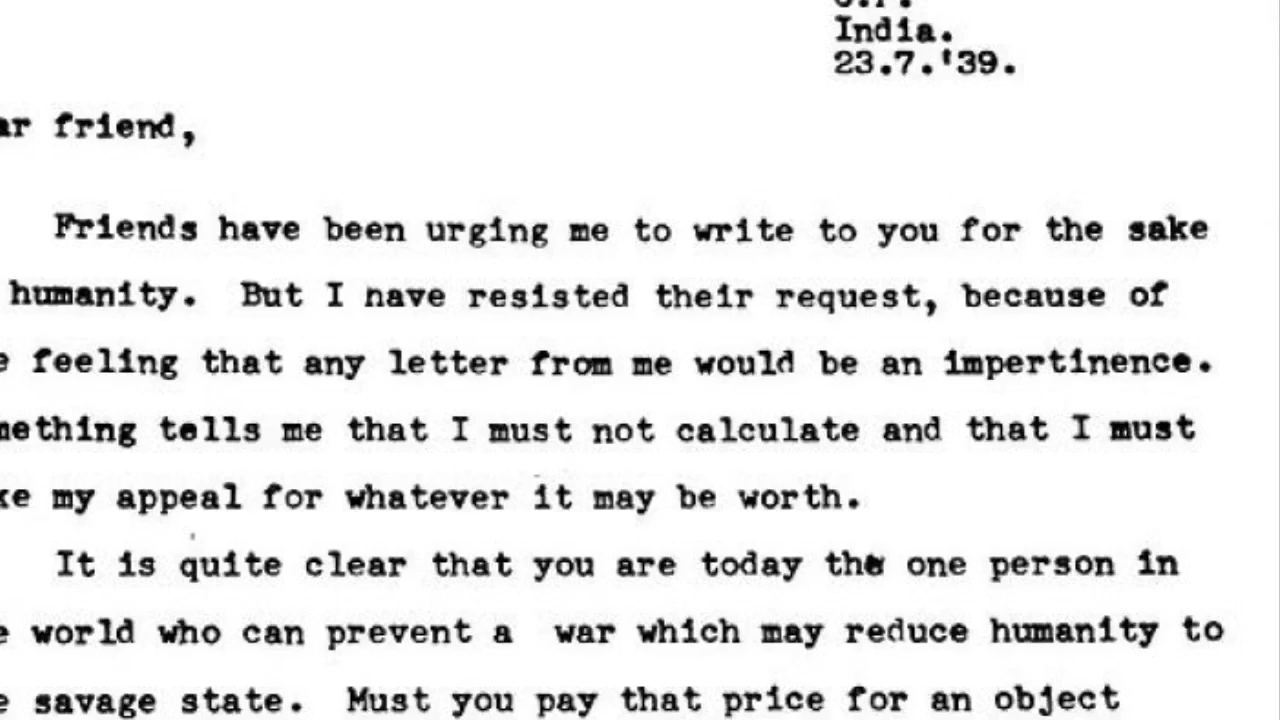 India.
23.7.'39.
ar friend,
Friends have been urging me to write to you for the sake
humanity. But I have resisted their request, because of
e feeling that any letter from me would be an impertinence.
mething tells me that I must not calculate and that I must
ke my appeal for whatever it may be worth.
It is quite clear that you are today the one person in
e world who can prevent a war which may reduce humanity to
e savage state. Must you pay that price for an object